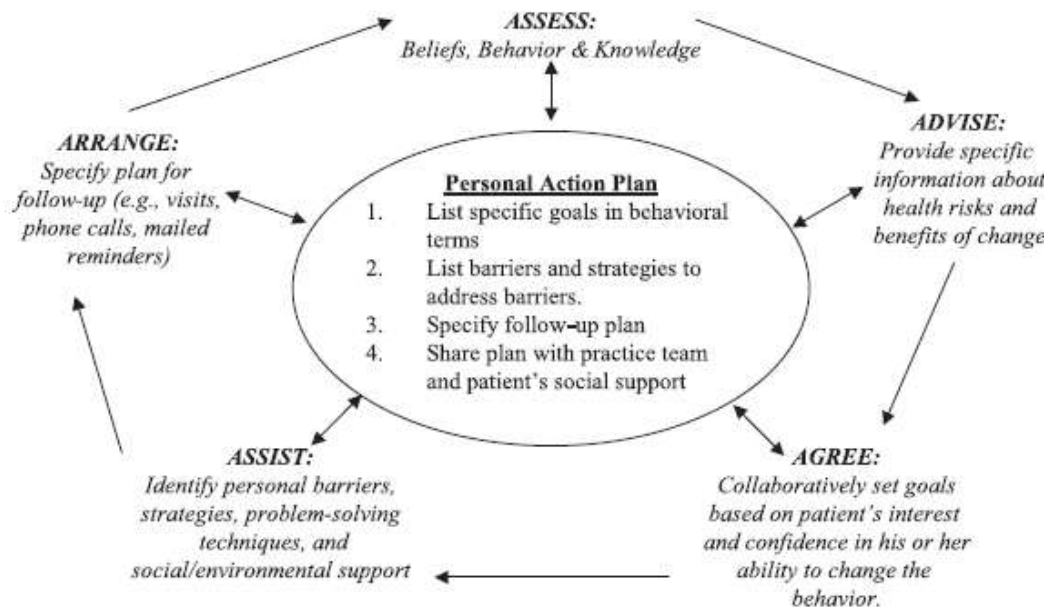 ASSESS:
Beliefs, Behavior & Knowledge
ADVISE:
Provide specific
information about
health risks and
benefits of change
AGREE:
Collaboratively set goals
based on patient's interest
and confidence in his or her
ability to change the
behavior.
ASSIST:
Identify personal barriers,
strategies, problem-solving
techniques, and
social/environmental support
ARRANGE:
Specify plan for
follow-up (e.g., visits,
phone calls, mailed
reminders)
Personal Action Plan
1. List specific goals in behavioral
terms
2. List barriers and strategies to
address barriers.
3. Specify follow-up plan
4. Share plan with practice team
and patient's social support